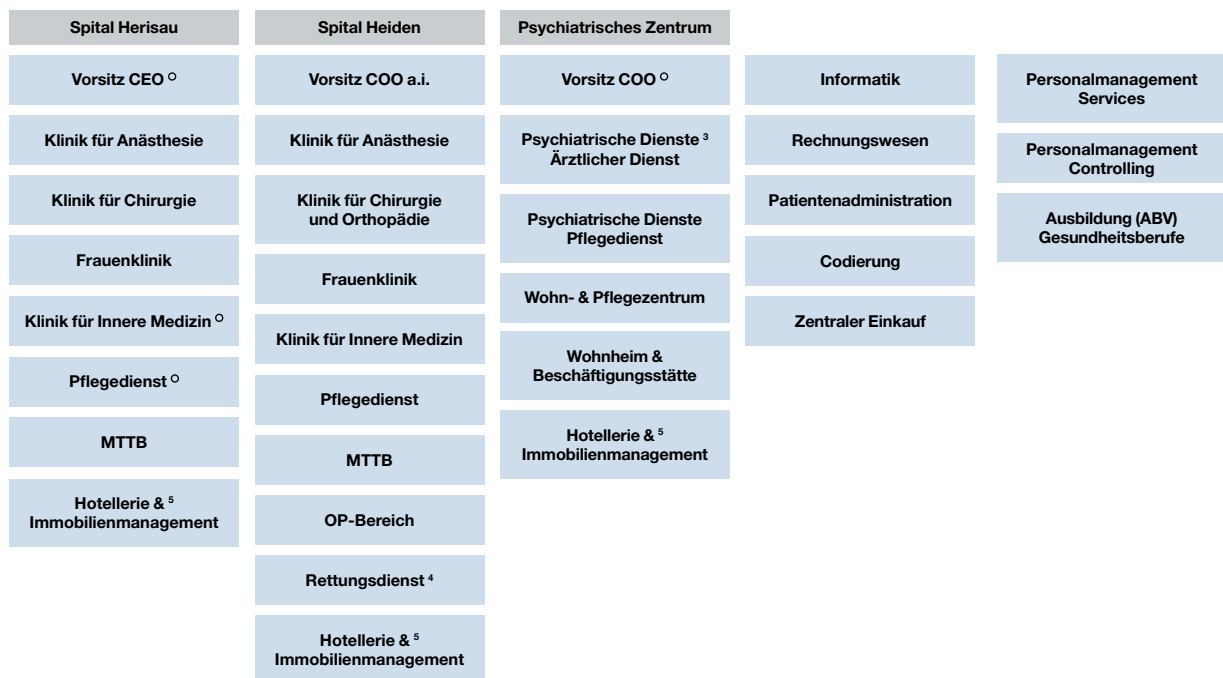 Spital Herisau
Vorsitz CEO ○
Klinik für Anästhesie
Klinik für Chirurgie
Frauenklinik
Klinik für Innere Medizin ○
Pflegedienst ○
MTTB
Hotellerie & ⁵
Immobilienmanagement
Spital Heiden
Vorsitz COO a.i.
Klinik für Anästhesie
Klinik für Chirurgie
und Orthopädie
Frauenklinik
Klinik für Innere Medizin
Pflegedienst
MTTB
OP-Bereich
Rettungsdienst ⁴
Hotellerie & ⁵
Immobilienmanagement
Psychiatrisches Zentrum
Vorsitz COO ○
Psychiatrische Dienste ³
Ärztlicher Dienst
Psychiatrische Dienste
Pflegedienst
Wohn- & Pflegezentrum
Wohnheim &
Beschäftigungsstätte
Hotellerie & ⁵
Immobilienmanagement
Informatik
Rechnungswesen
Patientenadministration
Codierung
Zentraler Einkauf
Personalmanagement
Services
Personalmanagement
Controlling
Ausbildung (ABV)
Gesundheitsberufe